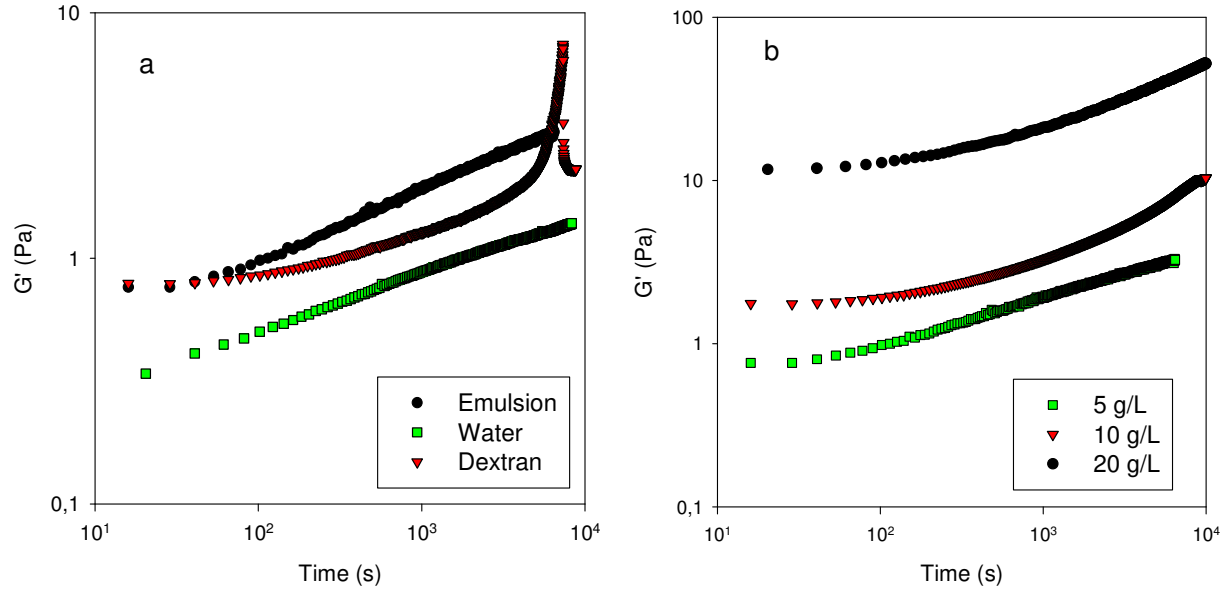 a
G' (Pa)
10
1
0,1
10¹ 10² 10³ 10⁴
Time (s)
Emulsion
Water
Dextran
b
G' (Pa)
100
10
1
0,1
10¹ 10² 10³ 10⁴
Time (s)
5 g/L
10 g/L
20 g/L